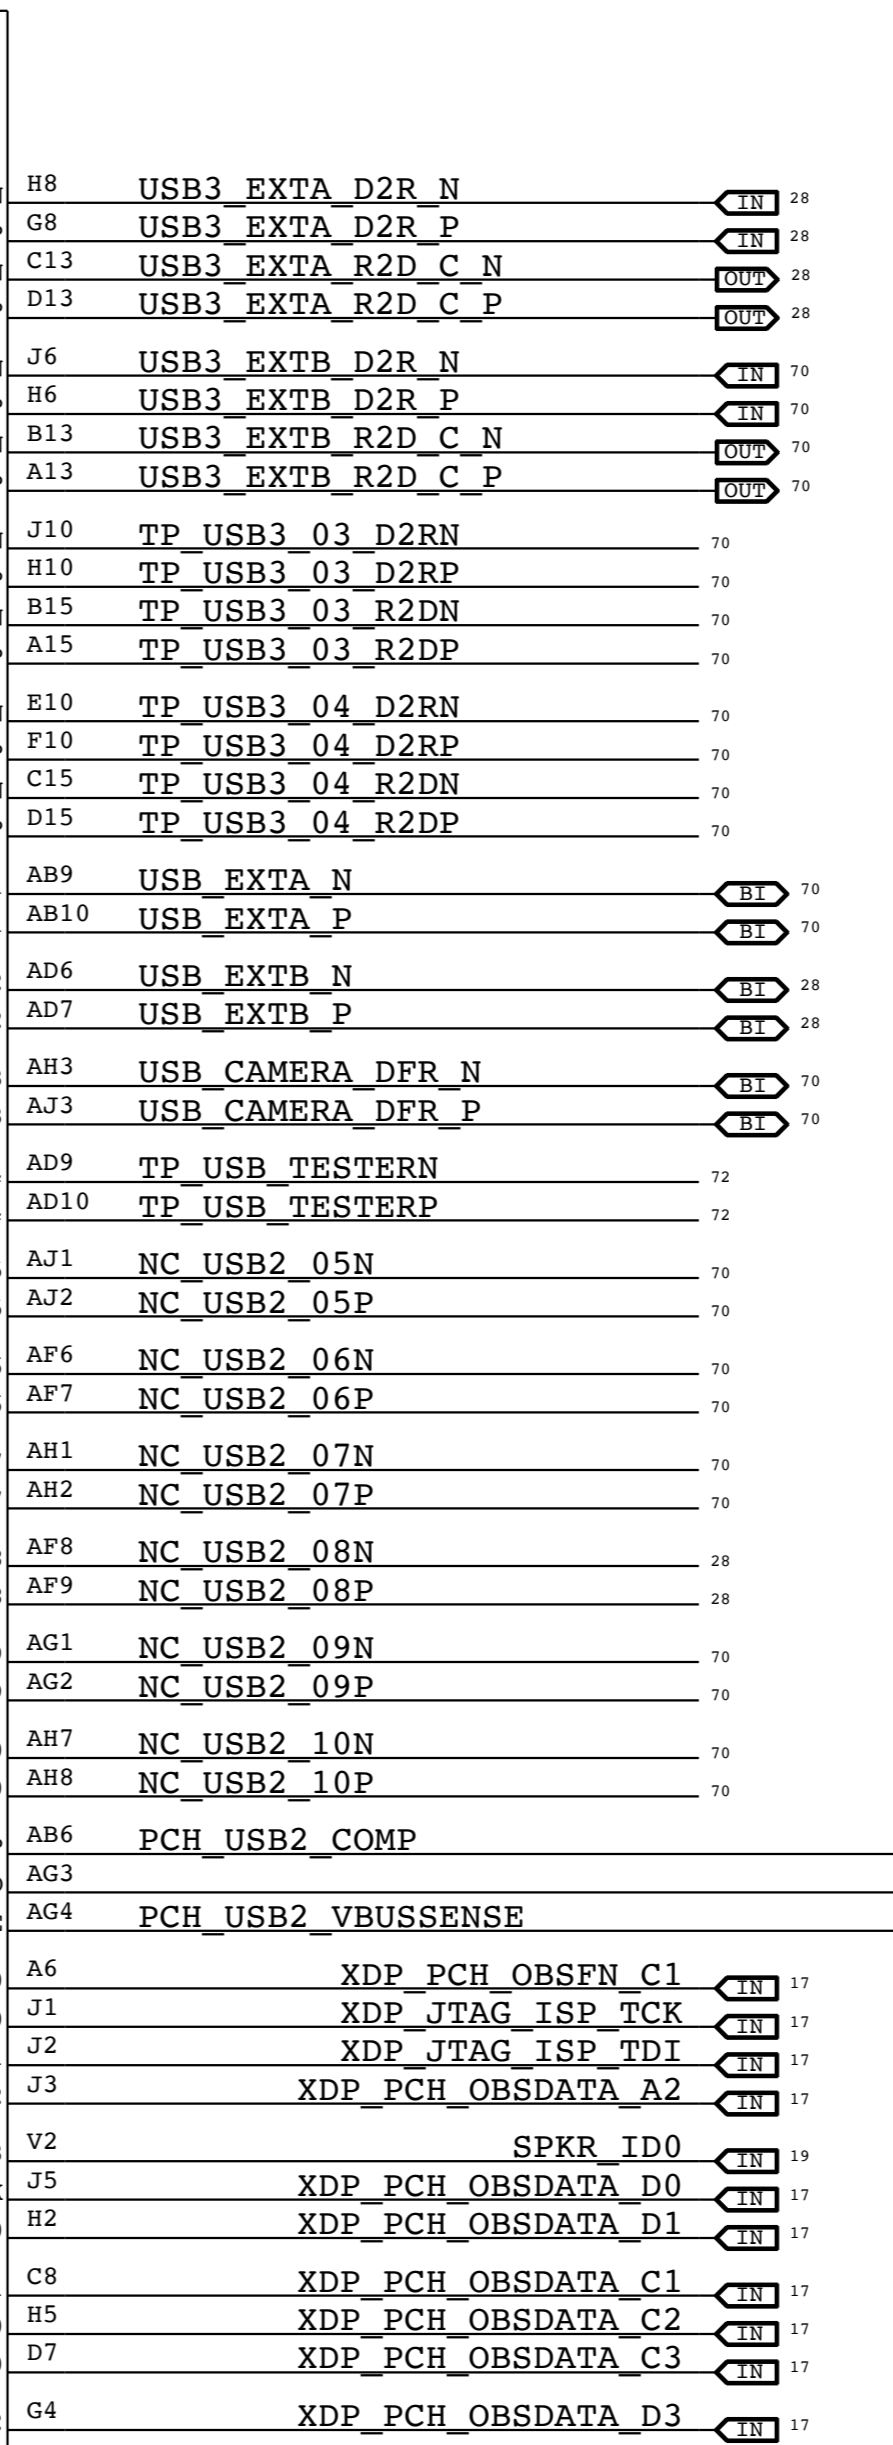 H8 USB3_EXTA_D2R_N IN 28
G8 USB3_EXTA_D2R_P IN 28
C13 USB3_EXTA_R2D_C_N OUT 28
D13 USB3_EXTA_R2D_C_P OUT 28
J6 USB3_EXTB_D2R_N IN 70
H6 USB3_EXTB_D2R_P IN 70
B13 USB3_EXTB_R2D_C_N OUT 70
A13 USB3_EXTB_R2D_C_P OUT 70
J10 TP_USB3_03_D2RN 70
H10 TP_USB3_03_D2RP 70
B15 TP_USB3_03_R2DN 70
A15 TP_USB3_03_R2DP 70
E10 TP_USB3_04_D2RN 70
F10 TP_USB3_04_D2RP 70
C15 TP_USB3_04_R2DN 70
D15 TP_USB3_04_R2DP 70
AB9 USB_EXTA_N BI 70
AB10 USB_EXTA_P BI 70
AD6 USB_EXTB_N BI 28
AD7 USB_EXTB_P BI 28
AH3 USB_CAMERA_DFR_N BI 70
AJ3 USB_CAMERA_DFR_P BI 70
AD9 TP_USB_TESTERN 72
AD10 TP_USB_TESTERP 72
AJ1 NC_USB2_05N 70
AJ2 NC_USB2_05P 70
AF6 NC_USB2_06N 70
AF7 NC_USB2_06P 70
AH1 NC_USB2_07N 70
AH2 NC_USB2_07P 70
AF8 NC_USB2_08N 28
AF9 NC_USB2_08P 28
AG1 NC_USB2_09N 70
AG2 NC_USB2_09P 70
AH7 NC_USB2_10N 70
AH8 NC_USB2_10P 70
AB6 PCH_USB2_COMP
AG3
AG4 PCH_USB2_VBUSSENSE
A6 XDP_PCH_OBSFN_C1 IN 17
J1 XDP_JTAG_ISP_TCK IN 17
J2 XDP_JTAG_ISP_TDI IN 17
J3 XDP_PCH_OBSDATA_A2 IN 17
V2 SPKR_ID0 IN 19
J5 XDP_PCH_OBSDATA_D0 IN 17
H2 XDP_PCH_OBSDATA_D1 IN 17
C8 XDP_PCH_OBSDATA_C1 IN 17
H5 XDP_PCH_OBSDATA_C2 IN 17
D7 XDP_PCH_OBSDATA_C3 IN 17
G4 XDP_PCH_OBSDATA_D3 IN 17